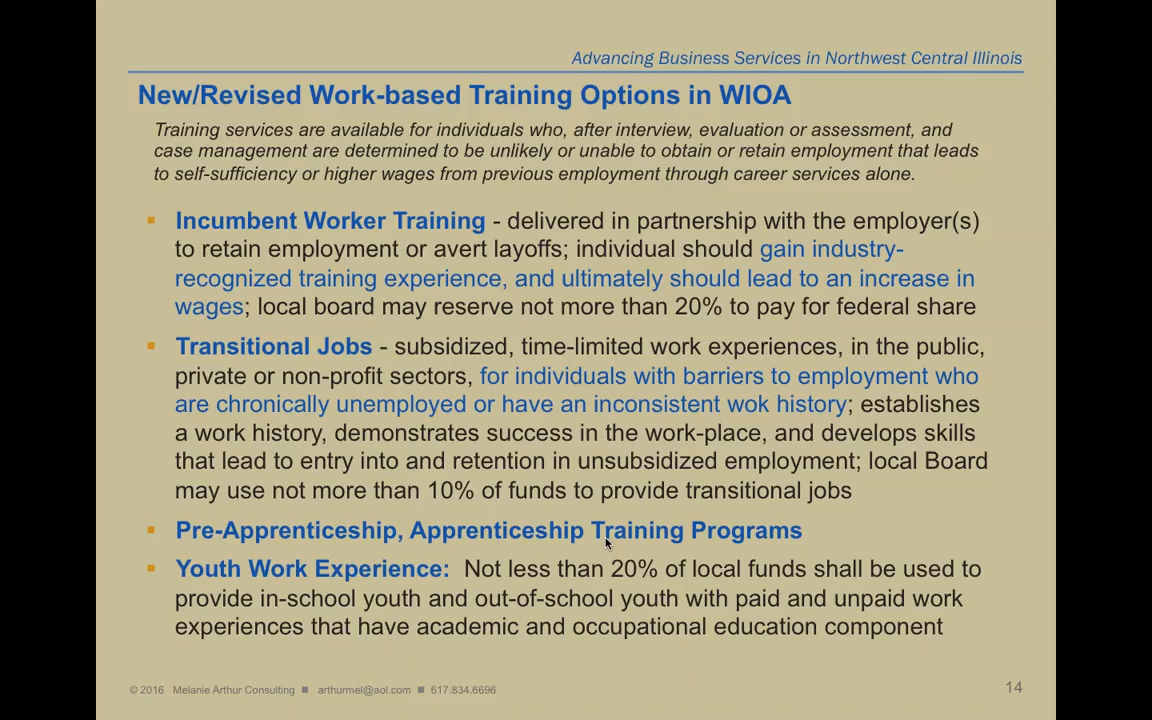 Advancing Business Services in Northwest Central Illinois
New/Revised Work-based Training Options in WIOA
Training services are available for individuals who, after interview, evaluation or assessment, and
case management are determined to be unlikely or unable to obtain or retain employment that leads
to self-sufficiency or higher wages from previous employment through career services alone.
▪ Incumbent Worker Training - delivered in partnership with the employer(s)
to retain employment or avert layoffs; individual should gain industry-
recognized training experience, and ultimately should lead to an increase in
wages; local board may reserve not more than 20% to pay for federal share
▪ Transitional Jobs - subsidized, time-limited work experiences, in the public,
private or non-profit sectors, for individuals with barriers to employment who
are chronically unemployed or have an inconsistent wok history; establishes
a work history, demonstrates success in the work-place, and develops skills
that lead to entry into and retention in unsubsidized employment; local Board
may use not more than 10% of funds to provide transitional jobs
▪ Pre-Apprenticeship, Apprenticeship Training Programs
▪ Youth Work Experience: Not less than 20% of local funds shall be used to
provide in-school youth and out-of-school youth with paid and unpaid work
experiences that have academic and occupational education component
© 2016 Melanie Arthur Consulting ■ arthurmel@aol.com ■ 617.834.6696
14